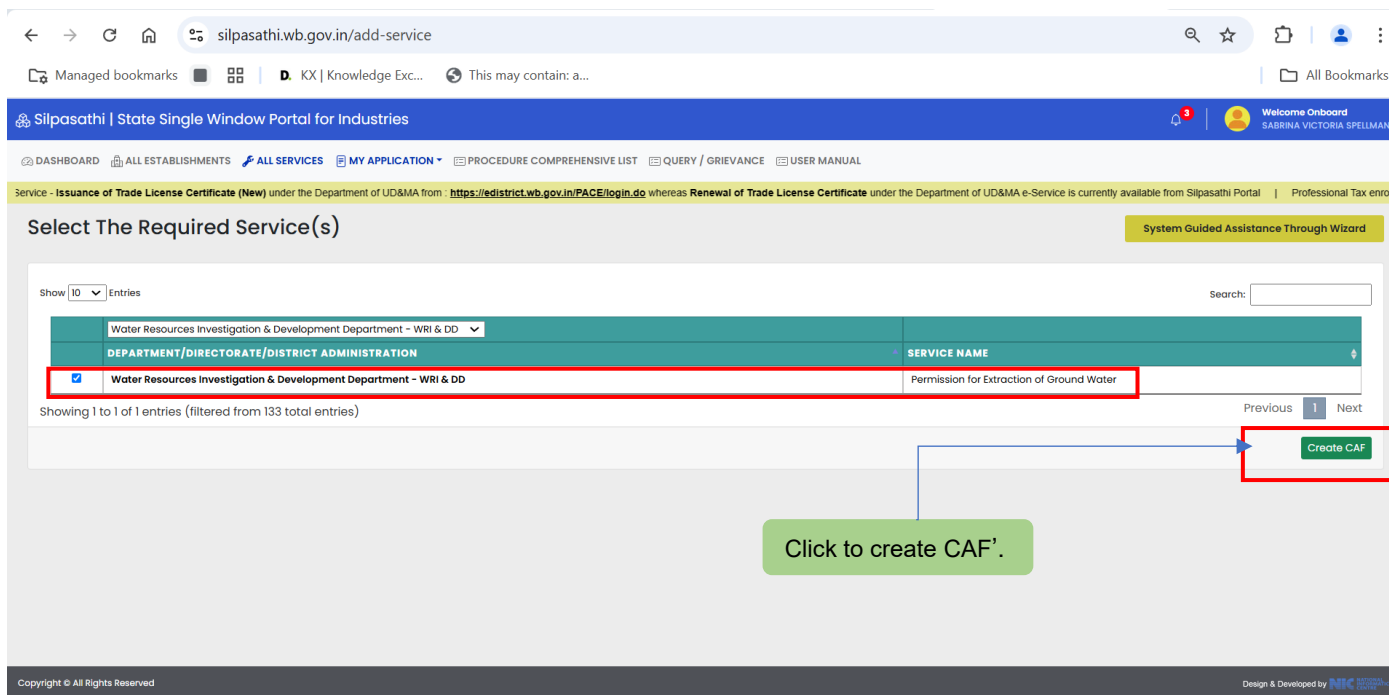 silpasathi.wb.gov.in/add-service
Managed bookmarks D. KX | Knowledge Exc... This may contain: a... All Bookmarks
Silpasathi | State Single Window Portal for Industries 3 Welcome Onboard
SABRINA VICTORIA SPELLMAN
DASHBOARD ALL ESTABLISHMENTS ALL SERVICES MY APPLICATION PROCEDURE COMPREHENSIVE LIST QUERY / GRIEVANCE USER MANUAL
Service - Issuance of Trade License Certificate (New) under the Department of UD&MA from : https://edistrict.wb.gov.in/PACE/login.do whereas Renewal of Trade License Certificate under the Department of UD&MA e-Service is currently available from Silpasathi Portal | Professional Tax enro
Select The Required Service(s) System Guided Assistance Through Wizard
Show 10 Entries Search:
Water Resources Investigation & Development Department - WRI & DD
DEPARTMENT/DIRECTORATE/DISTRICT ADMINISTRATION SERVICE NAME
Water Resources Investigation & Development Department - WRI & DD Permission for Extraction of Ground Water
Showing 1 to 1 of 1 entries (filtered from 133 total entries) Previous 1 Next
Create CAF
Click to create CAF’.
Copyright © All Rights Reserved Design & Developed by NIC